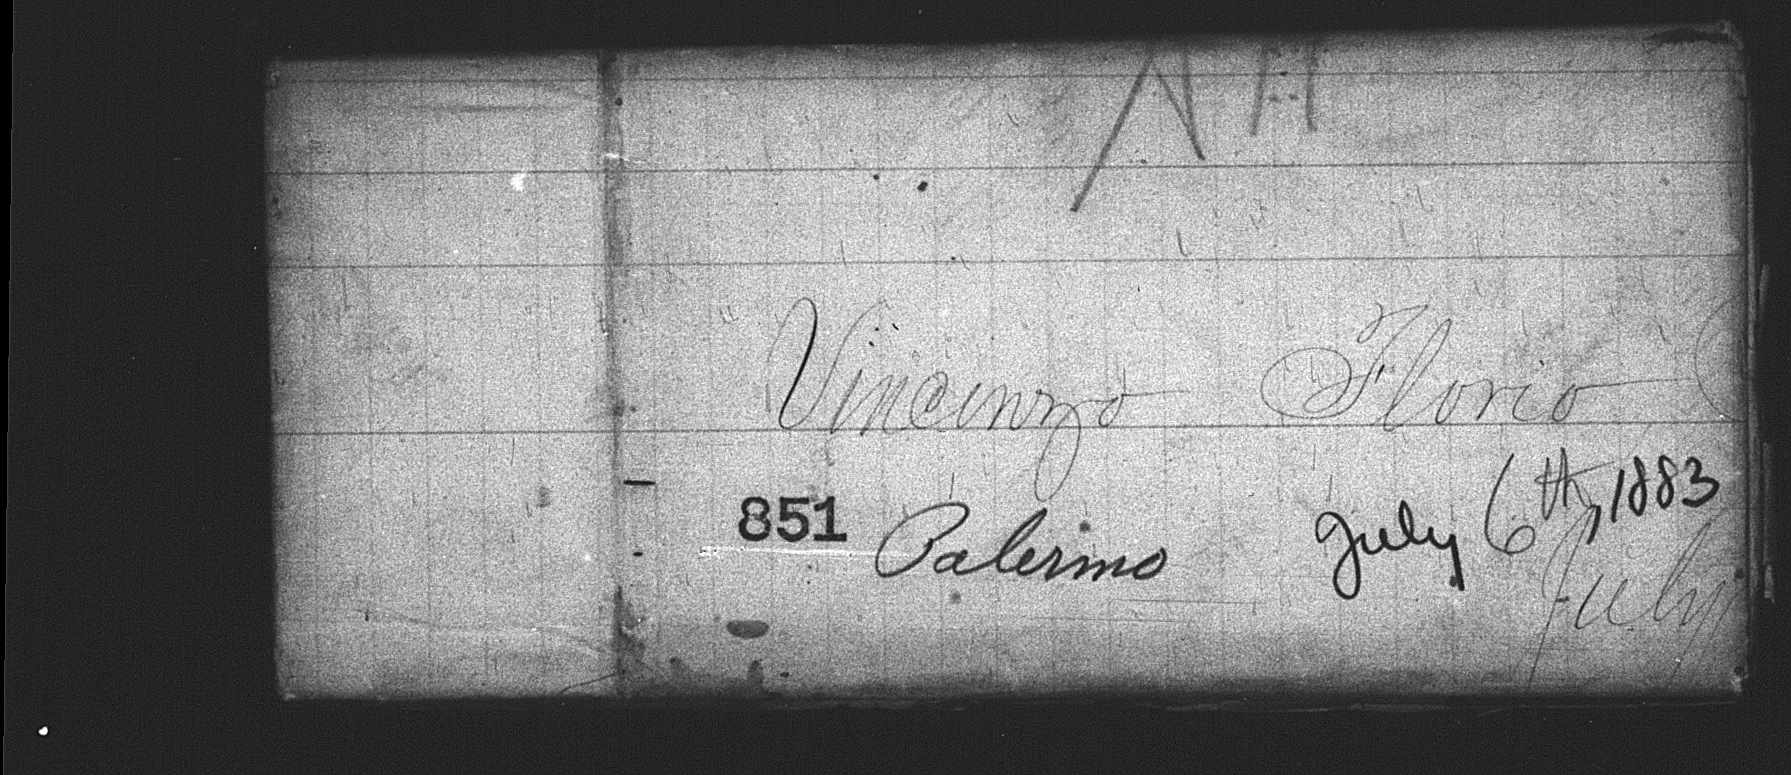 Vincenzo Florio
851 Palermo July 6th, 1883
July